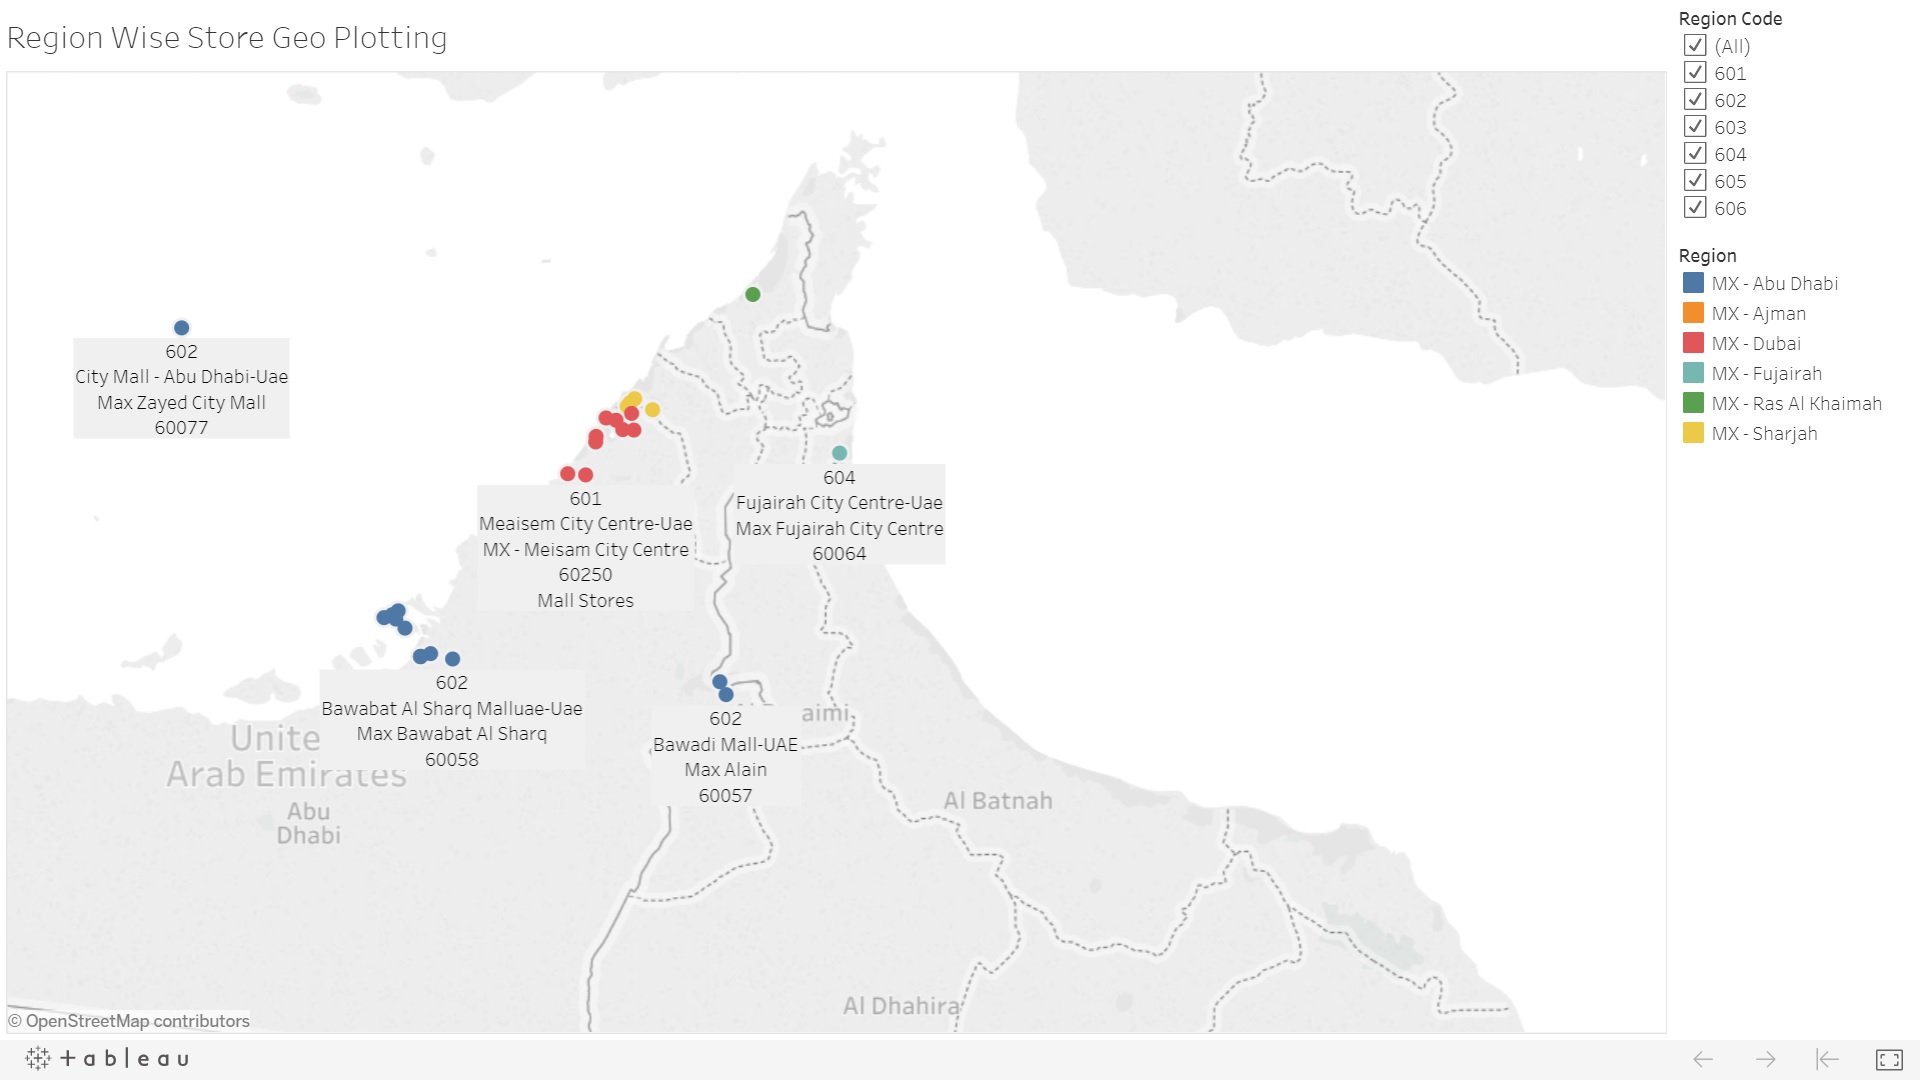 Region Wise Store Geo Plotting
602
City Mall - Abu Dhabi-Uae
Max Zayed City Mall
60077
601
Meaisem City Centre-Uae
MX - Meisam City Centre
60250
Mall Stores
604
Fujairah City Centre-Uae
Max Fujairah City Centre
60064
602
Bawabat Al Sharq Malluae-Uae
Max Bawabat Al Sharq
60058
602
Bawadi Mall-UAE
Max Alain
60057
Unite
Arab Emirates
Abu
Dhabi
aimi
Al Batnah
Al Dhahira
© OpenStreetMap contributors
Region Code
(All)
601
602
603
604
605
606
Region
MX - Abu Dhabi
MX - Ajman
MX - Dubai
MX - Fujairah
MX - Ras Al Khaimah
MX - Sharjah
+ a b | e a u